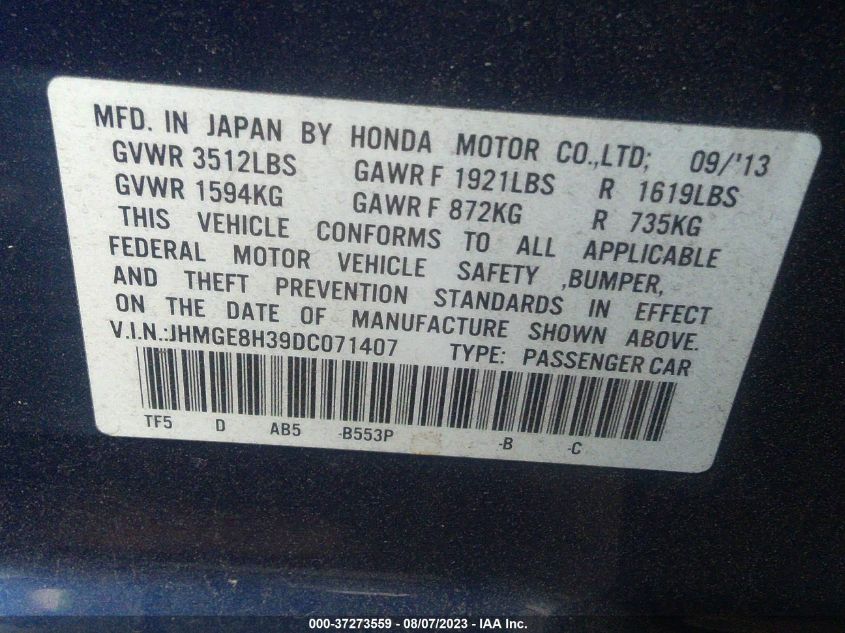 MFD. IN JAPAN BY HONDA MOTOR CO.,LTD; 09/'13
GVWR 3512LBS GAWR F 1921LBS R 1619LBS
GVWR 1594KG GAWR F 872KG R 735KG
THIS VEHICLE CONFORMS TO ALL APPLICABLE
FEDERAL MOTOR VEHICLE SAFETY ,BUMPER,
AND THEFT PREVENTION STANDARDS IN EFFECT
ON THE DATE OF MANUFACTURE SHOWN ABOVE.
V.I.N.:JHMGE8H39DC071407 TYPE: PASSENGER CAR
TF5 D AB5 -B553P -B -C
000-37273559 - 08/07/2023 - IAA Inc.